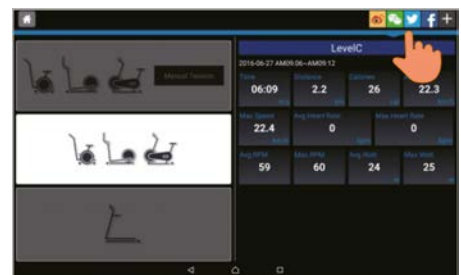 LevelC
2016-06-27 AM09:06~AM09:12
Manual Tension
Time Distance Calories
06:09 2.2 26 22.3
km
Max Speed Avg Heart Rate Max Heart Rate
22.4 0 0
Avg RPM Max RPM Avg Watt Max Watt
59 60 24 25